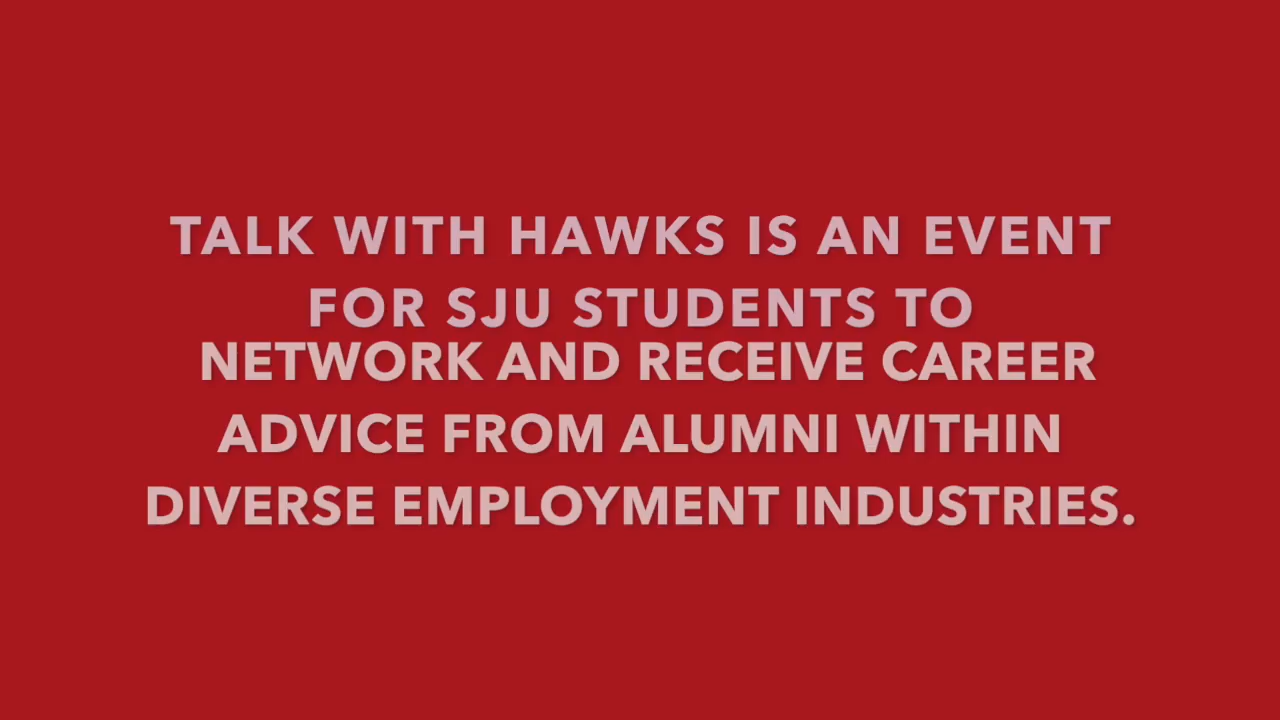 TALK WITH HAWKS IS AN EVENT
FOR SJU STUDENTS TO
NETWORK AND RECEIVE CAREER
ADVICE FROM ALUMNI WITHIN
DIVERSE EMPLOYMENT INDUSTRIES.